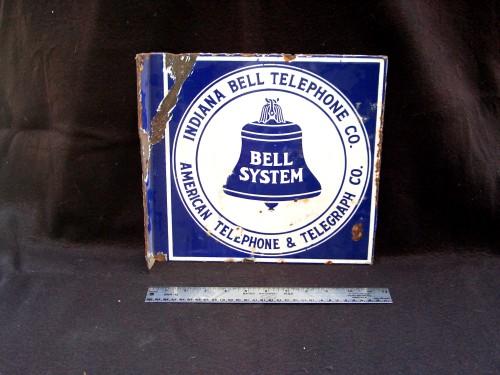 INDIANA BELL TELEPHONE CO.
BELL
SYSTEM
AMERICAN TELEPHONE & TELEGRAPH CO.